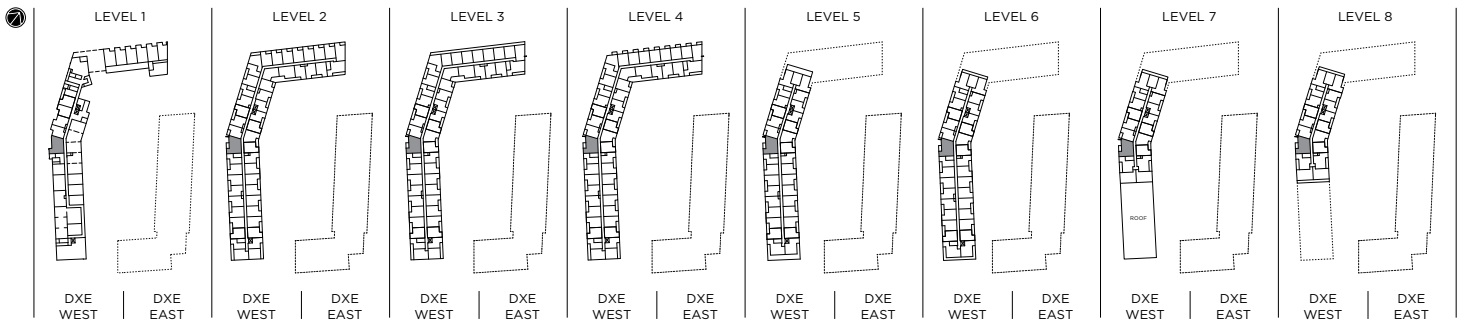 LEVEL 1
LEVEL 2
LEVEL 3
LEVEL 4
LEVEL 5
LEVEL 6
LEVEL 7
LEVEL 8
ROOF
DXE WEST
DXE EAST
DXE WEST
DXE EAST
DXE WEST
DXE EAST
DXE WEST
DXE EAST
DXE WEST
DXE EAST
DXE WEST
DXE EAST
DXE WEST
DXE EAST
DXE WEST
DXE EAST